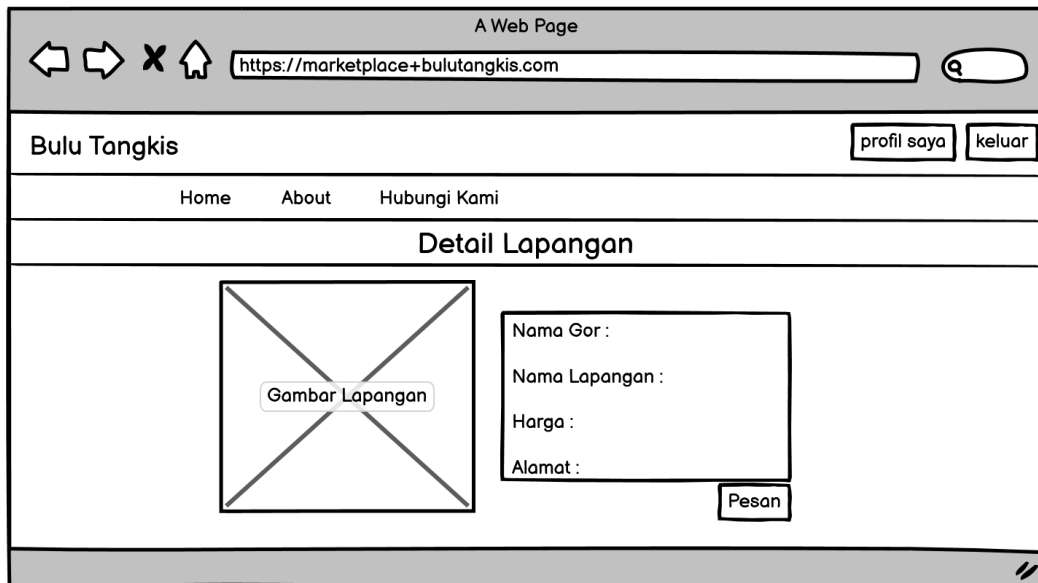 A Web Page
https://marketplace+bulutangkis.com
Bulu Tangkis
profil saya
keluar
Home About Hubungi Kami
Detail Lapangan
Gambar Lapangan
Nama Gor :
Nama Lapangan :
Harga :
Alamat :
Pesan